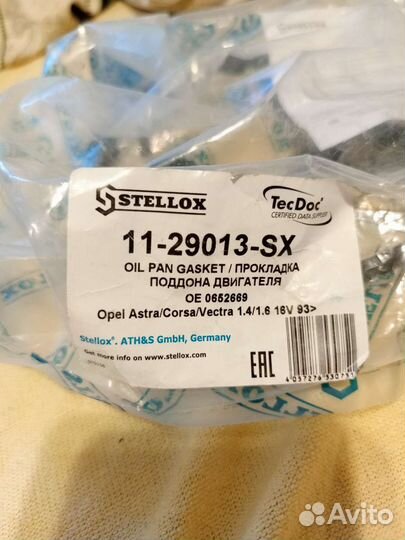 STELLOX
TecDoc
CERTIFIED DATA SUPPLIER
11-29013-SX
OIL PAN GASKET / ПРОКЛАДКА
ПОДДОНА ДВИГАТЕЛЯ
OE 0652669
Opel Astra/Corsa/Vectra 1.4/1.6 16V 93>
Stellox®. ATH&S GmbH, Germany
Get more info on www.stellox.com
EAC
Avito